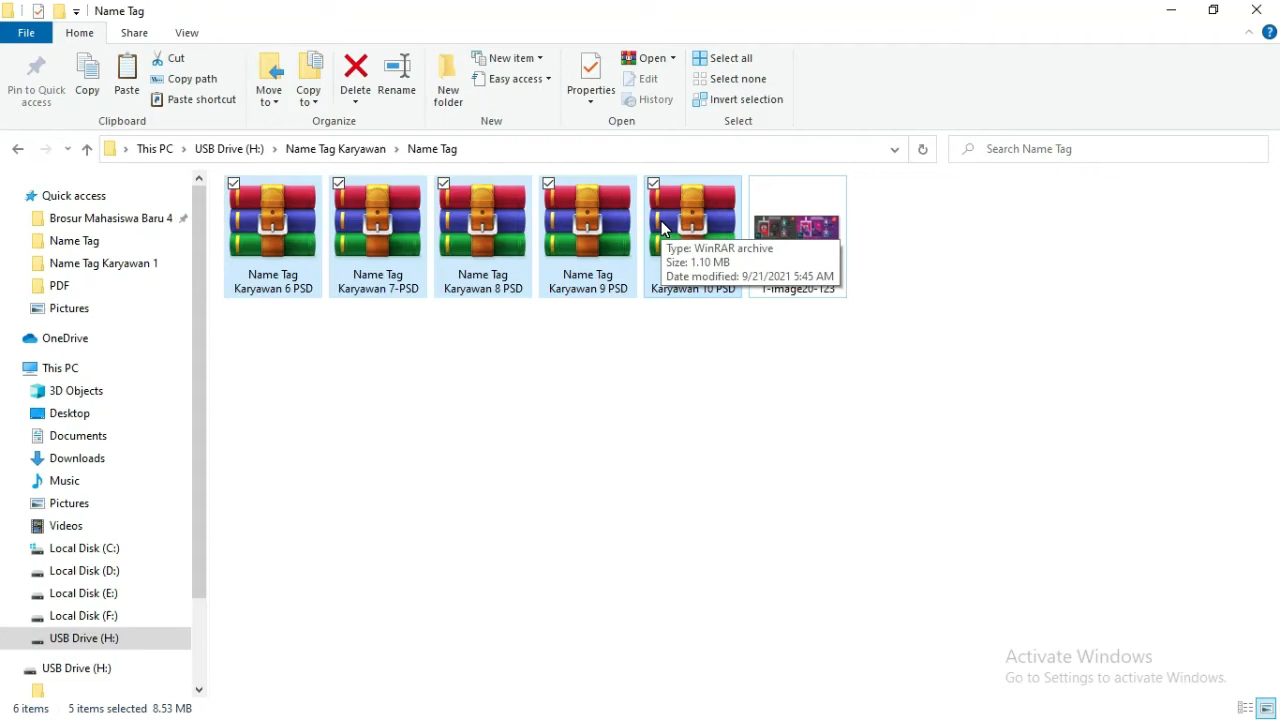 Name Tag
File
Home
Share
View
Pin to Quick
access
Copy
Paste
Cut
Copy path
Paste shortcut
Clipboard
Move
to
Copy
to
Delete
Rename
Organize
New
folder
New item
Easy access
New
Properties
Open
Edit
History
Open
Select all
Select none
Invert selection
Select
This PC
USB Drive (H:)
Name Tag Karyawan
Name Tag
Search Name Tag
Quick access
Brosur Mahasiswa Baru 4
Name Tag
Name Tag Karyawan 1
PDF
Pictures
OneDrive
This PC
3D Objects
Desktop
Documents
Downloads
Music
Pictures
Videos
Local Disk (C:)
Local Disk (D:)
Local Disk (E:)
Local Disk (F:)
USB Drive (H:)
USB Drive (H:)
Name Tag
Karyawan 6 PSD
Name Tag
Karyawan 7-PSD
Name Tag
Karyawan 8 PSD
Name Tag
Karyawan 9 PSD
Karyawan 10 PSD
1-image20-123
Type: WinRAR archive
Size: 1.10 MB
Date modified: 9/21/2021 5:45 AM
Activate Windows
Go to Settings to activate Windows.
6 items
5 items selected 8.53 MB